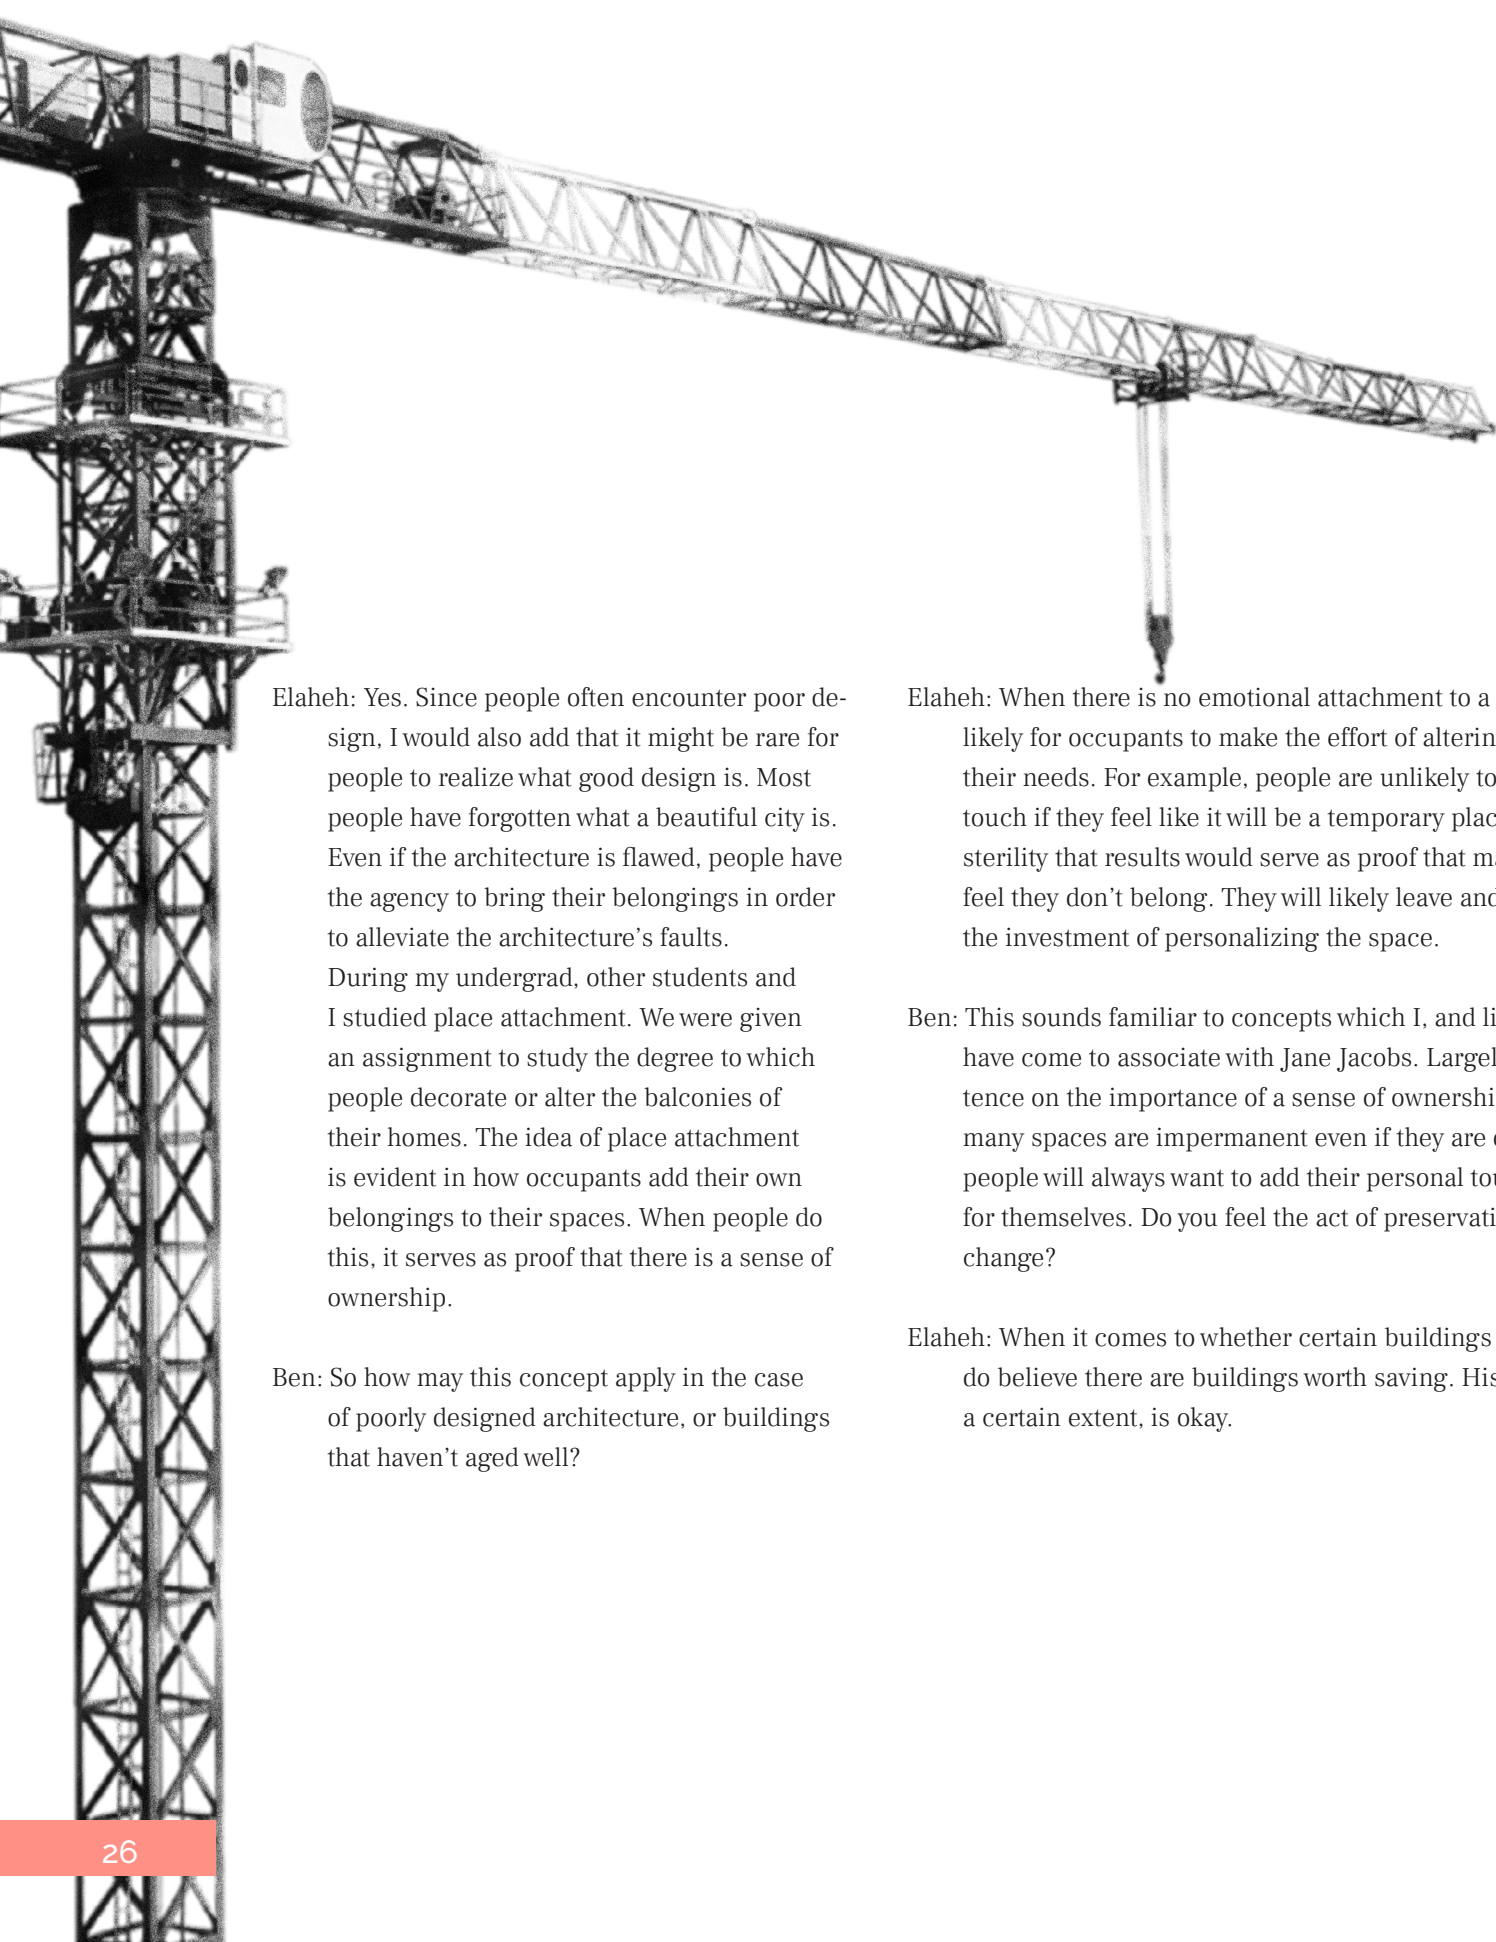 Elaheh: Yes. Since people often encounter poor de-
sign, I would also add that it might be rare for
people to realize what good design is. Most
people have forgotten what a beautiful city is.
Even if the architecture is flawed, people have
the agency to bring their belongings in order
to alleviate the architecture’s faults.
During my undergrad, other students and
I studied place attachment. We were given
an assignment to study the degree to which
people decorate or alter the balconies of
their homes. The idea of place attachment
is evident in how occupants add their own
belongings to their spaces. When people do
this, it serves as proof that there is a sense of
ownership.
Ben: So how may this concept apply in the case
of poorly designed architecture, or buildings
that haven’t aged well?
Elaheh: When there is no emotional attachment to a
likely for occupants to make the effort of
their needs. For example, people are unlikely to
touch if they feel like it will be a temporary
sterility that results would serve as proof that
feel they don’t belong. They will likely leave and
the investment of personalizing the space.
Ben: This sounds familiar to concepts which I, and
have come to associate with Jane Jacobs.
tence on the importance of a sense of
many spaces are impermanent even if they are
people will always want to add their personal
for themselves. Do you feel the act of
change?
Elaheh: When it comes to whether certain buildings
do believe there are buildings worth saving.
a certain extent, is okay.
26